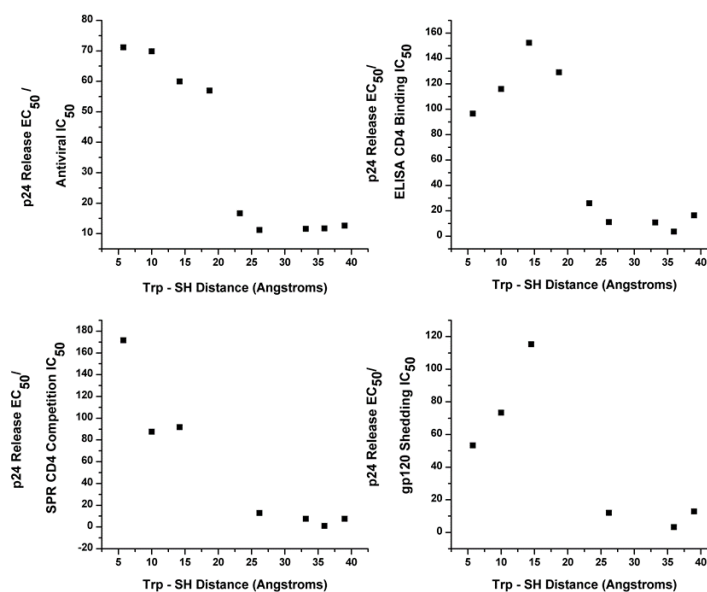 p24 Release EC50 /
Antiviral IC50
80
70
60
50
40
30
20
10
5 10 15 20 25 30 35 40
Trp - SH Distance (Angstroms)
p24 Release EC50/
ELISA CD4 Binding IC50
160
140
120
100
80
60
40
20
0
5 10 15 20 25 30 35 40
Trp - SH Distance (Angstroms)
p24 Release EC50/
SPR CD4 Competition IC50
180
160
140
120
100
80
60
40
20
0
-20
5 10 15 20 25 30 35 40
Trp - SH Distance (Angstroms)
p24 Release EC50/
gp120 Shedding IC50
120
100
80
60
40
20
0
5 10 15 20 25 30 35 40
Trp - SH Distance (Angstroms)